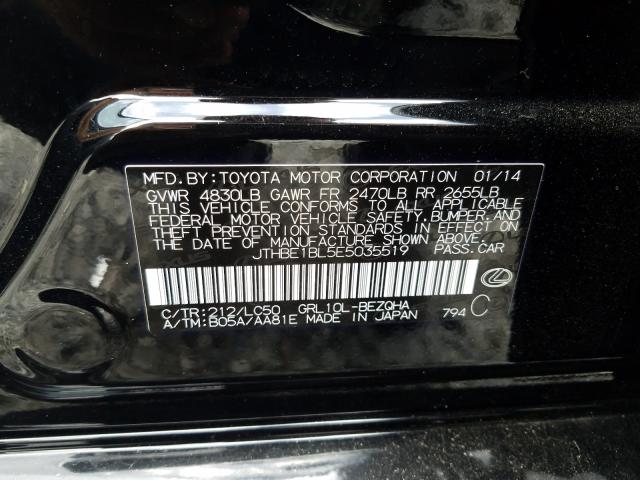 MFD.BY:TOYOTA MOTOR CORPORATION 01/14
GVWR 4830LB GAWR FR 2470LB RR 2655LB
THIS VEHICLE CONFORMS TO ALL APPLICABLE
FEDERAL MOTOR VEHICLE SAFETY,BUMPER,AND
THEFT PREVENTION STANDARDS IN EFFECT ON
THE DATE OF MANUFACTURE SHOWN ABOVE.
JTHBE1BL5E5035519 PASS.CAR
C/TR:212/LC50 GRL10L-BEZQHA
A/TM:B05A/AA81E MADE IN JAPAN 794 C